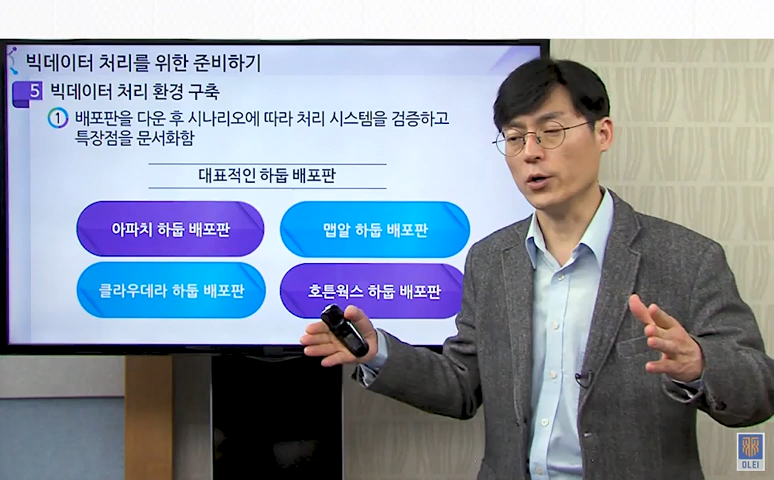 빅데이터 처리를 위한 준비하기
5 빅데이터 처리 환경 구축
1 배포판을 다운 후 시나리오에 따라 처리 시스템을 검증하고
특장점을 문서화함
대표적인 하둡 배포판
아파치 하둡 배포판
맵알 하둡 배포판
클라우데라 하둡 배포판
호튼웍스 하둡 배포판
OLEI